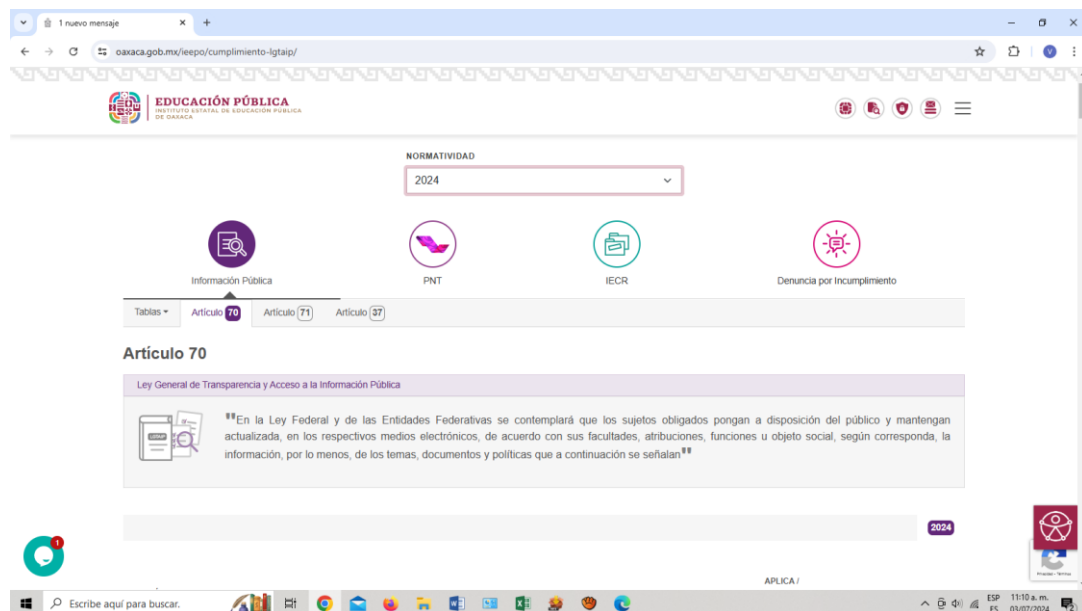 1 nuevo mensaje
oaxaca.gob.mx/ieepo/cumplimiento-lgtaip/
V
EDUCACIÓN PÚBLICA
INSTITUTO ESTATAL DE EDUCACIÓN PÚBLICA
DE OAXACA
NORMATIVIDAD
2024
Información Pública
PNT
IECR
Denuncia por Incumplimiento
Tablas
Artículo 70
Artículo 71
Artículo 37
Artículo 70
Ley General de Transparencia y Acceso a la Información Pública
"En la Ley Federal y de las Entidades Federativas se contemplará que los sujetos obligados pongan a disposición del público y mantengan
actualizada, en los respectivos medios electrónicos, de acuerdo con sus facultades, atribuciones, funciones u objeto social, según corresponda, la
información, por lo menos, de los temas, documentos y políticas que a continuación se señalan"
2024
1
APLICA /
Escribe aquí para buscar.
ESP
ES
11:10 a. m.
03/07/2024
2